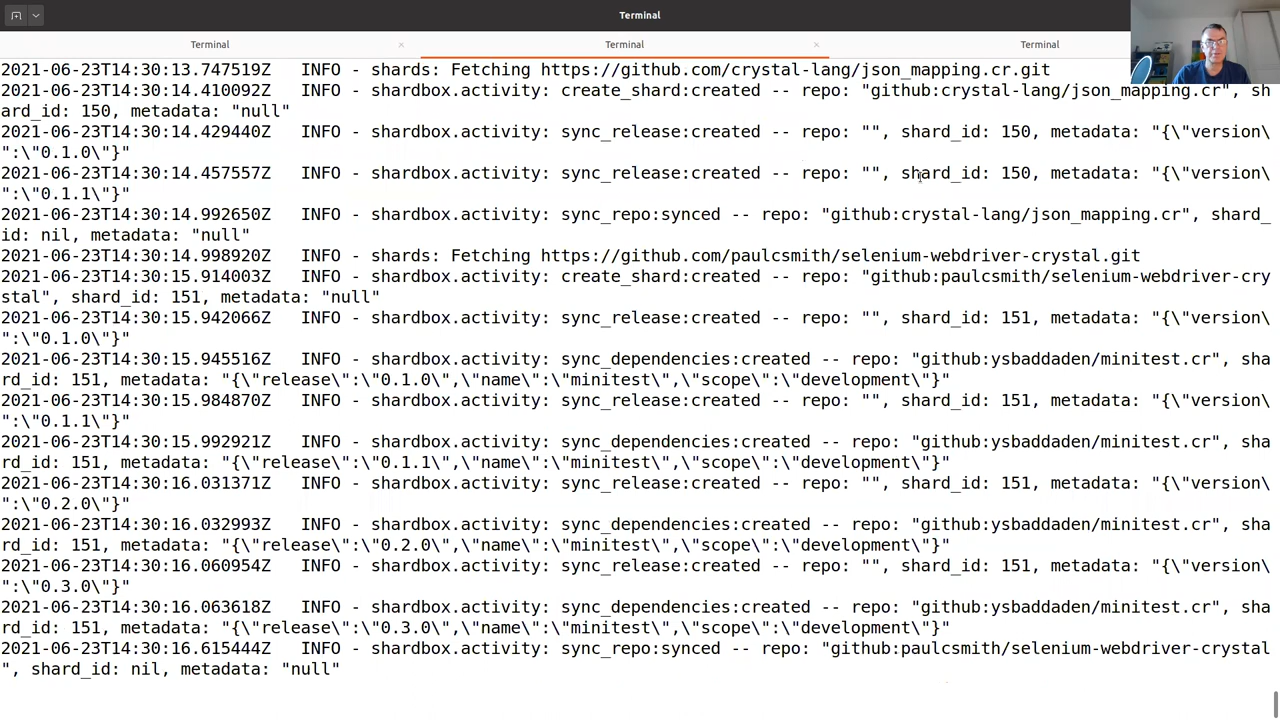 Terminal
Terminal
Terminal
Terminal
2021-06-23T14:30:13.747519Z   INFO - shards: Fetching https://github.com/crystal-lang/json_mapping.cr.git
2021-06-23T14:30:14.410092Z   INFO - shardbox.activity: create_shard:created -- repo: "github:crystal-lang/json_mapping.cr", sh
ard_id: 150, metadata: "null"
2021-06-23T14:30:14.429440Z   INFO - shardbox.activity: sync_release:created -- repo: "", shard_id: 150, metadata: "{\"version\
":\"0.1.0\"}"
2021-06-23T14:30:14.457557Z   INFO - shardbox.activity: sync_release:created -- repo: "", shard_id: 150, metadata: "{\"version\
":\"0.1.1\"}"
2021-06-23T14:30:14.992650Z   INFO - shardbox.activity: sync_repo:synced -- repo: "github:crystal-lang/json_mapping.cr", shard_
id: nil, metadata: "null"
2021-06-23T14:30:14.998920Z   INFO - shards: Fetching https://github.com/paulcsmith/selenium-webdriver-crystal.git
2021-06-23T14:30:15.914003Z   INFO - shardbox.activity: create_shard:created -- repo: "github:paulcsmith/selenium-webdriver-cry
stal", shard_id: 151, metadata: "null"
2021-06-23T14:30:15.942066Z   INFO - shardbox.activity: sync_release:created -- repo: "", shard_id: 151, metadata: "{\"version\
":\"0.1.0\"}"
2021-06-23T14:30:15.945516Z   INFO - shardbox.activity: sync_dependencies:created -- repo: "github:ysbaddaden/minitest.cr", sha
rd_id: 151, metadata: "{\"release\":\"0.1.0\",\"name\":\"minitest\",\"scope\":\"development\"}"
2021-06-23T14:30:15.984870Z   INFO - shardbox.activity: sync_release:created -- repo: "", shard_id: 151, metadata: "{\"version\
":\"0.1.1\"}"
2021-06-23T14:30:15.992921Z   INFO - shardbox.activity: sync_dependencies:created -- repo: "github:ysbaddaden/minitest.cr", sha
rd_id: 151, metadata: "{\"release\":\"0.1.1\",\"name\":\"minitest\",\"scope\":\"development\"}"
2021-06-23T14:30:16.031371Z   INFO - shardbox.activity: sync_release:created -- repo: "", shard_id: 151, metadata: "{\"version\
":\"0.2.0\"}"
2021-06-23T14:30:16.032993Z   INFO - shardbox.activity: sync_dependencies:created -- repo: "github:ysbaddaden/minitest.cr", sha
rd_id: 151, metadata: "{\"release\":\"0.2.0\",\"name\":\"minitest\",\"scope\":\"development\"}"
2021-06-23T14:30:16.060954Z   INFO - shardbox.activity: sync_release:created -- repo: "", shard_id: 151, metadata: "{\"version\
":\"0.3.0\"}"
2021-06-23T14:30:16.063618Z   INFO - shardbox.activity: sync_dependencies:created -- repo: "github:ysbaddaden/minitest.cr", sha
rd_id: 151, metadata: "{\"release\":\"0.3.0\",\"name\":\"minitest\",\"scope\":\"development\"}"
2021-06-23T14:30:16.615444Z   INFO - shardbox.activity: sync_repo:synced -- repo: "github:paulcsmith/selenium-webdriver-crystal
", shard_id: nil, metadata: "null"